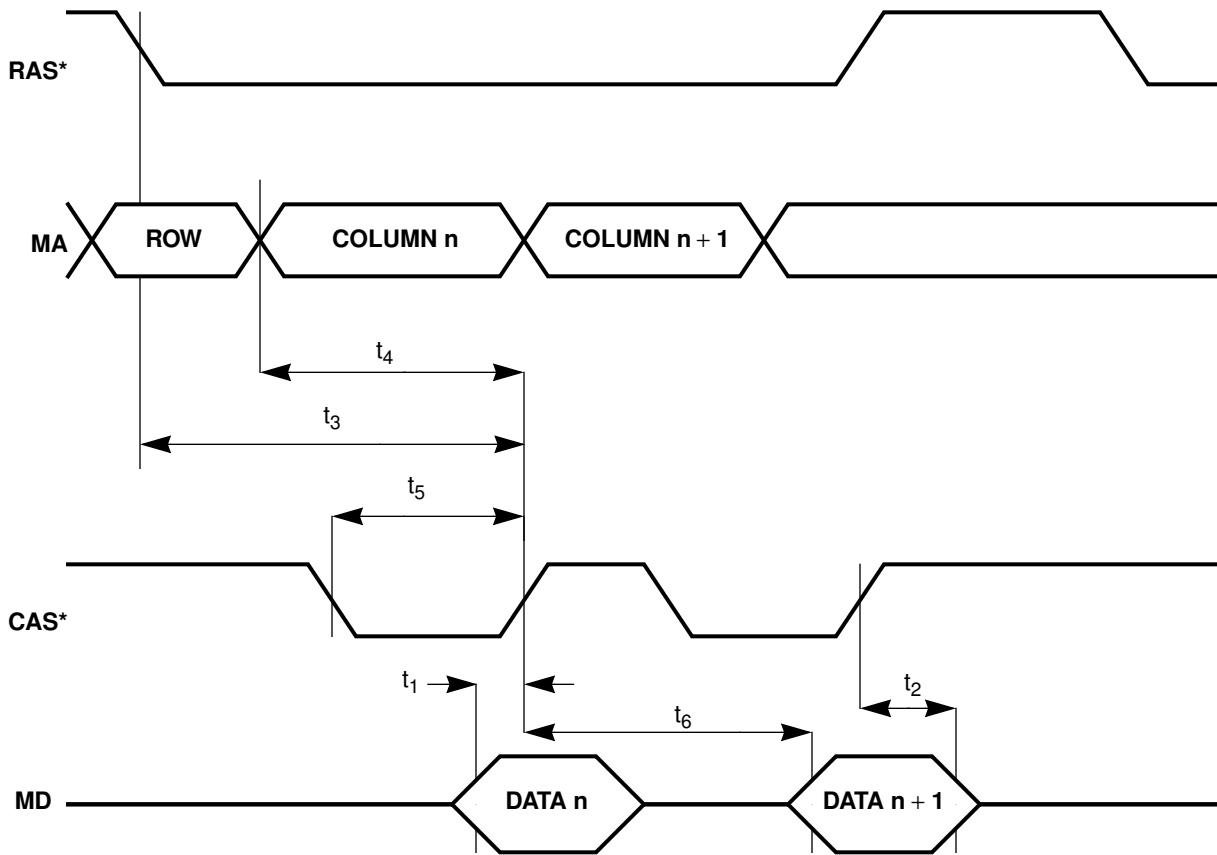 RAS*
MA
ROW
COLUMN n
COLUMN n + 1
t₄
t₃
t₅
CAS*
t₁
t₂
t₆
MD
DATA n
DATA n + 1